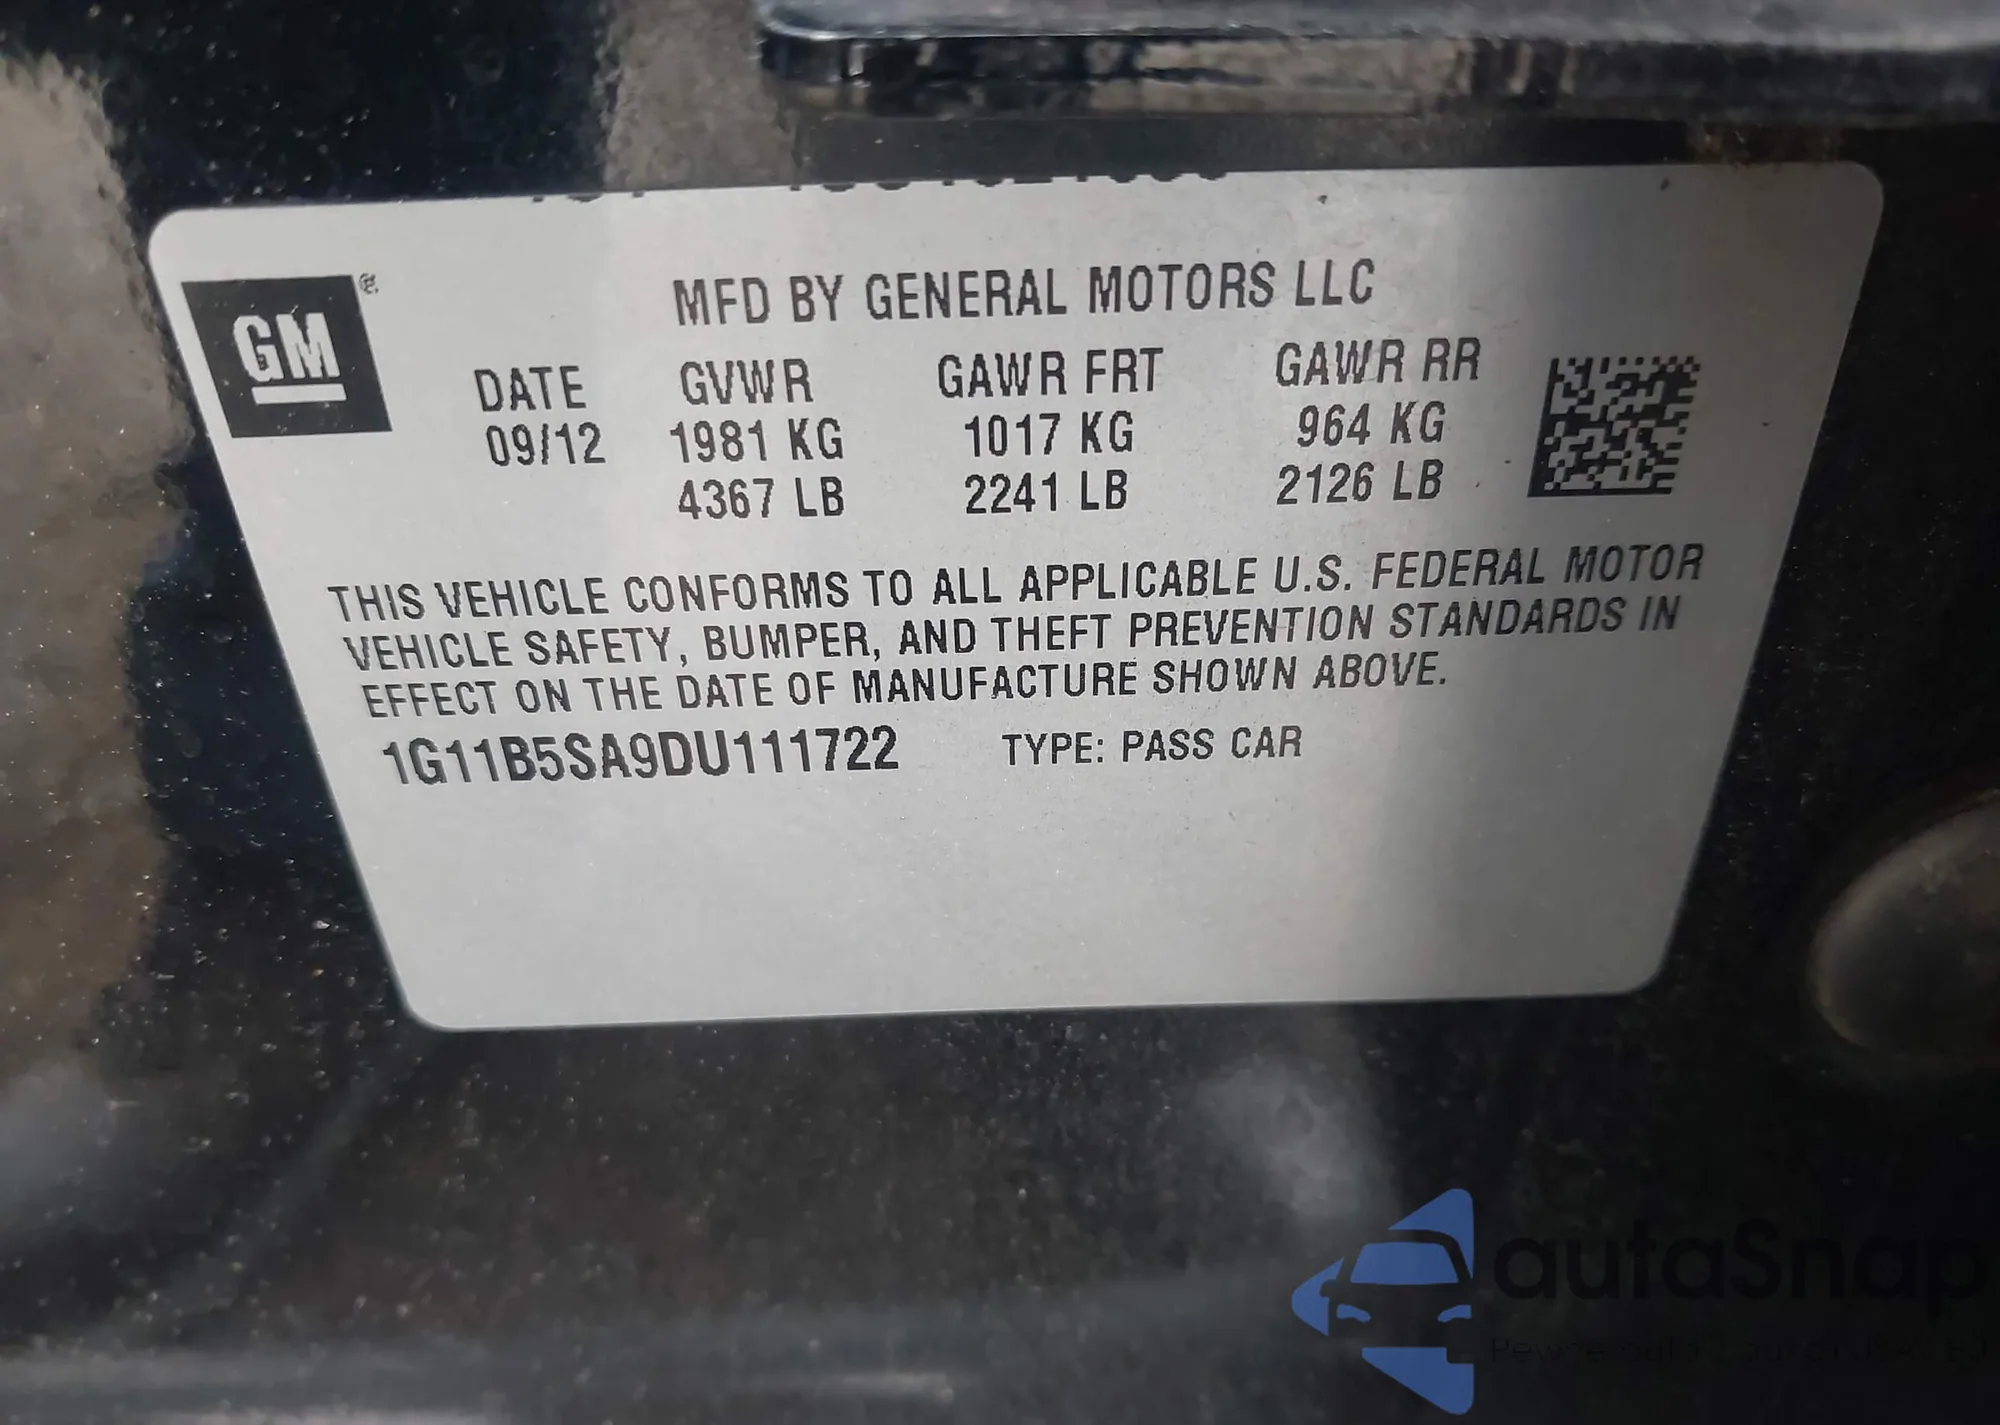 GM
®
MFD BY GENERAL MOTORS LLC
DATE GVWR GAWR FRT GAWR RR
09/12 1981 KG 1017 KG 964 KG
4367 LB 2241 LB 2126 LB
THIS VEHICLE CONFORMS TO ALL APPLICABLE U.S. FEDERAL MOTOR
VEHICLE SAFETY, BUMPER, AND THEFT PREVENTION STANDARDS IN
EFFECT ON THE DATE OF MANUFACTURE SHOWN ABOVE.
1G11B5SA9DU111722 TYPE: PASS CAR
autaSnap